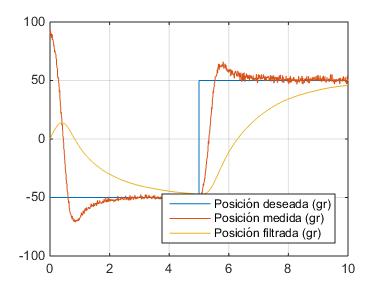 100
50
0
-50
-100
Posición deseada (gr)
Posición medida (gr)
Posición filtrada (gr)
0 2 4 6 8 10